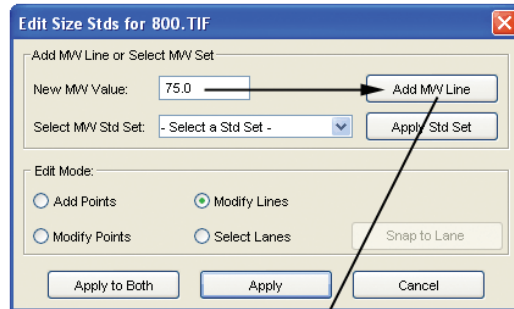 Edit Size Stds for 800.TIF
Add MW Line or Select MW Set
New MW Value: 75.0 Add MW Line
Select MW Std Set: - Select a Std Set - Apply Std Set
Edit Mode:
Add Points Modify Lines
Modify Points Select Lanes Snap to Lane
Apply to Both Apply Cancel